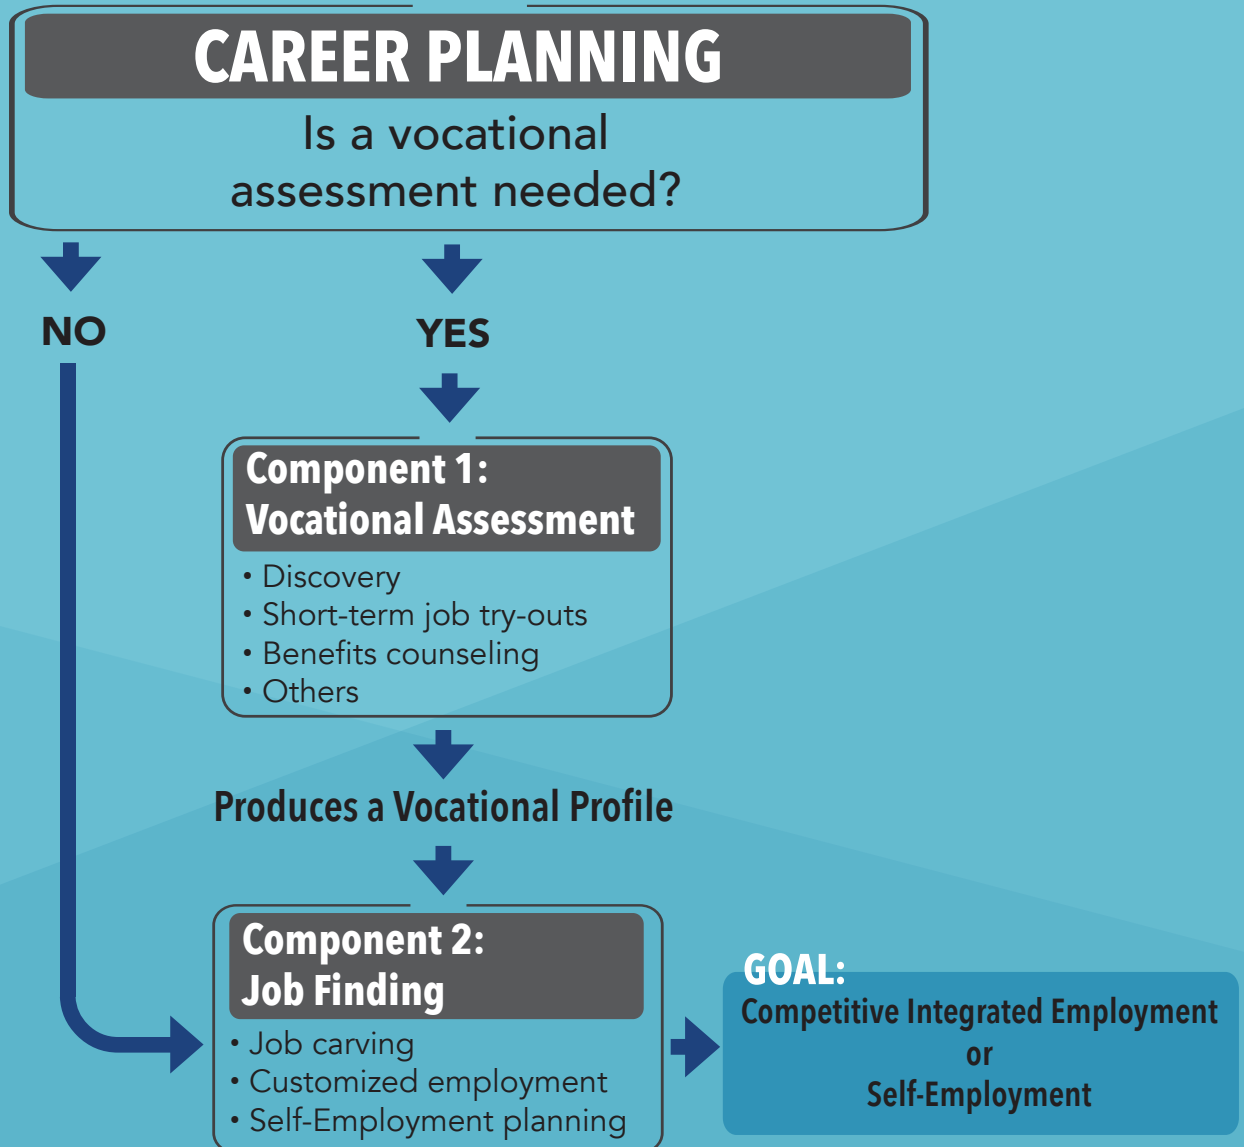 CAREER PLANNING
Is a vocational
assessment needed?
NO
YES
Component 1:
Vocational Assessment
• Discovery
• Short-term job try-outs
• Benefits counseling
• Others
Produces a Vocational Profile
Component 2:
Job Finding
• Job carving
• Customized employment
• Self-Employment planning
GOAL:
Competitive Integrated Employment
or
Self-Employment